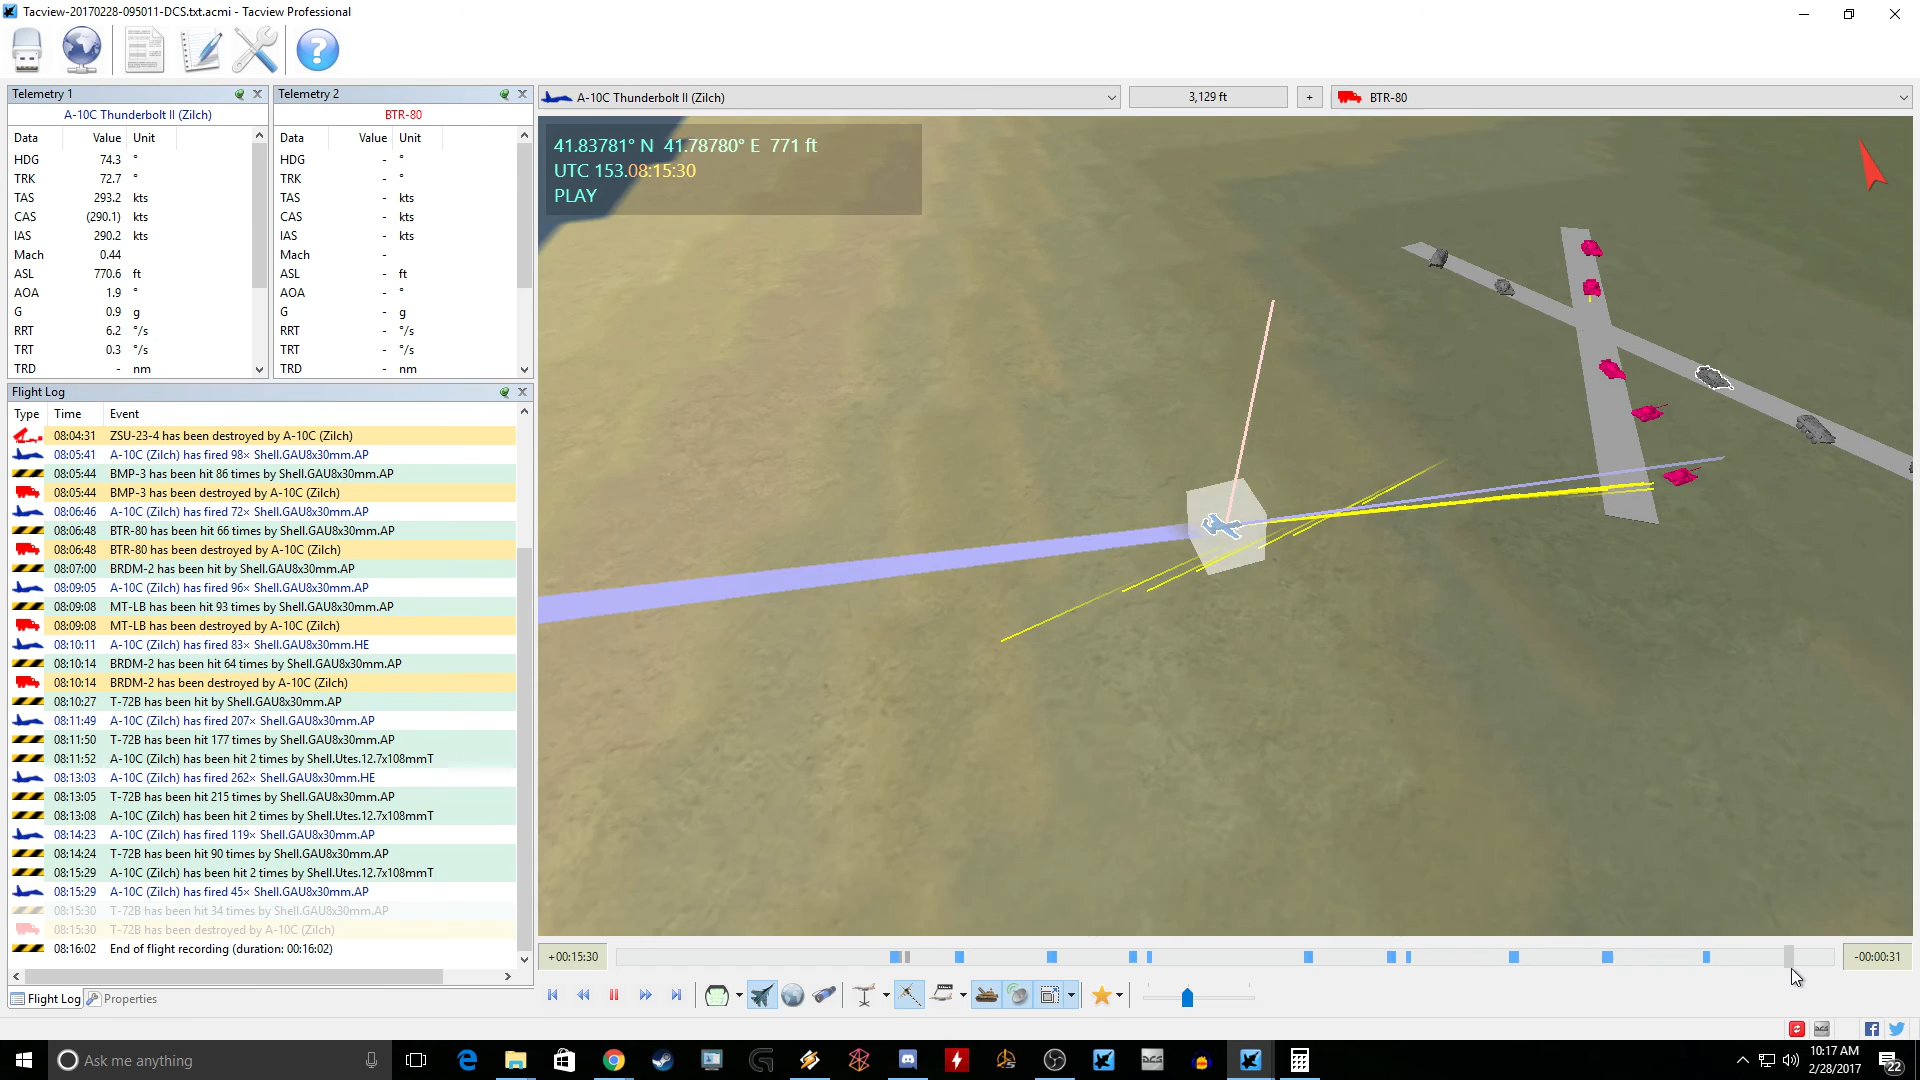 Tacview-20170228-095011-DCS.txt.acmi - Tacview Professional
Telemetry 1
A-10C Thunderbolt II (Zilch)
Data Value Unit
HDG 74.3 °
TRK 72.7 °
TAS 293.2 kts
CAS (290.1) kts
IAS 290.2 kts
Mach 0.44
ASL 770.6 ft
AOA 1.9 °
G 0.9 g
RRT 6.2 °/s
TRT 0.3 °/s
TRD - nm
Telemetry 2
BTR-80
Data Value Unit
HDG - °
TRK - °
TAS - kts
CAS - kts
IAS - kts
Mach -
ASL - ft
AOA - °
G - g
RRT - °/s
TRT - °/s
TRD - nm
A-10C Thunderbolt II (Zilch)
3,129 ft
+
BTR-80
41.83781° N 41.78780° E 771 ft
UTC 153.08:15:30
PLAY
Flight Log
Type Time Event
08:04:31 ZSU-23-4 has been destroyed by A-10C (Zilch)
08:05:41 A-10C (Zilch) has fired 98× Shell.GAU8x30mm.AP
08:05:44 BMP-3 has been hit 86 times by Shell.GAU8x30mm.AP
08:05:44 BMP-3 has been destroyed by A-10C (Zilch)
08:06:46 A-10C (Zilch) has fired 72× Shell.GAU8x30mm.AP
08:06:48 BTR-80 has been hit 66 times by Shell.GAU8x30mm.AP
08:06:48 BTR-80 has been destroyed by A-10C (Zilch)
08:07:00 BRDM-2 has been hit by Shell.GAU8x30mm.AP
08:09:05 A-10C (Zilch) has fired 96× Shell.GAU8x30mm.AP
08:09:08 MT-LB has been hit 93 times by Shell.GAU8x30mm.AP
08:09:08 MT-LB has been destroyed by A-10C (Zilch)
08:10:11 A-10C (Zilch) has fired 83× Shell.GAU8x30mm.HE
08:10:14 BRDM-2 has been hit 64 times by Shell.GAU8x30mm.AP
08:10:14 BRDM-2 has been destroyed by A-10C (Zilch)
08:10:27 T-72B has been hit by Shell.GAU8x30mm.AP
08:11:49 A-10C (Zilch) has fired 207× Shell.GAU8x30mm.AP
08:11:50 T-72B has been hit 177 times by Shell.GAU8x30mm.AP
08:11:52 A-10C (Zilch) has been hit 2 times by Shell.Utes.12.7x108mmT
08:13:03 A-10C (Zilch) has fired 262× Shell.GAU8x30mm.HE
08:13:05 T-72B has been hit 215 times by Shell.GAU8x30mm.AP
08:13:08 A-10C (Zilch) has been hit 2 times by Shell.Utes.12.7x108mmT
08:14:23 A-10C (Zilch) has fired 119× Shell.GAU8x30mm.AP
08:14:24 T-72B has been hit 90 times by Shell.GAU8x30mm.AP
08:15:29 A-10C (Zilch) has been hit 2 times by Shell.Utes.12.7x108mmT
08:15:29 A-10C (Zilch) has fired 45× Shell.GAU8x30mm.AP
08:15:30 T-72B has been hit 34 times by Shell.GAU8x30mm.AP
08:15:30 T-72B has been destroyed by A-10C (Zilch)
08:16:02 End of flight recording (duration: 00:16:02)
+00:15:30
-00:00:31
Flight Log Properties
Ask me anything
DCS
10:17 AM
2/28/2017
22